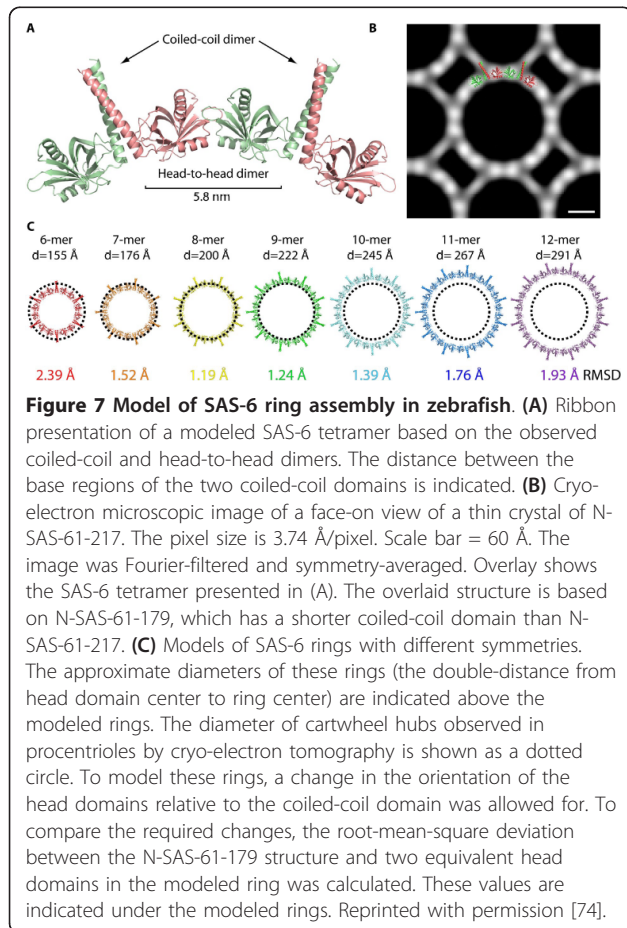 A
Coiled-coil dimer
B
Head-to-head dimer
5.8 nm
C
6-mer 7-mer 8-mer 9-mer 10-mer 11-mer 12-mer
d=155 Å d=176 Å d=200 Å d=222 Å d=245 Å d= 267 Å d=291 Å
2.39 Å 1.52 Å 1.19 Å 1.24 Å 1.39 Å 1.76 Å 1.93 Å RMSD
Figure 7 Model of SAS-6 ring assembly in zebrafish. (A) Ribbon
presentation of a modeled SAS-6 tetramer based on the observed
coiled-coil and head-to-head dimers. The distance between the
base regions of the two coiled-coil domains is indicated. (B) Cryo-
electron microscopic image of a face-on view of a thin crystal of N-
SAS-61-217. The pixel size is 3.74 Å/pixel. Scale bar = 60 Å. The
image was Fourier-filtered and symmetry-averaged. Overlay shows
the SAS-6 tetramer presented in (A). The overlaid structure is based
on N-SAS-61-179, which has a shorter coiled-coil domain than N-
SAS-61-217. (C) Models of SAS-6 rings with different symmetries.
The approximate diameters of these rings (the double-distance from
head domain center to ring center) are indicated above the
modeled rings. The diameter of cartwheel hubs observed in
procentrioles by cryo-electron tomography is shown as a dotted
circle. To model these rings, a change in the orientation of the
head domains relative to the coiled-coil domain was allowed for. To
compare the required changes, the root-mean-square deviation
between the N-SAS-61-179 structure and two equivalent head
domains in the modeled ring was calculated. These values are
indicated under the modeled rings. Reprinted with permission [74].